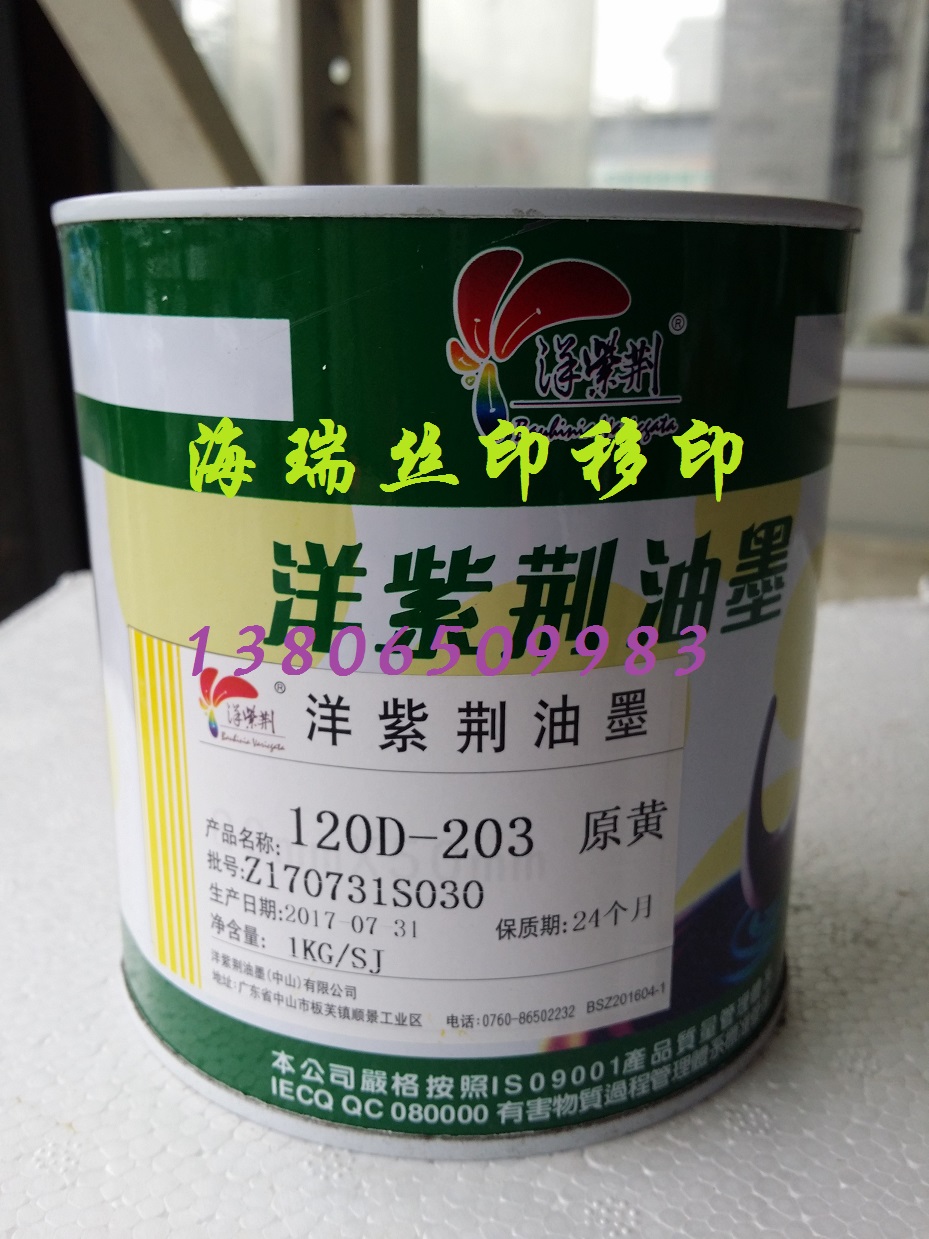 洋紫荆®
Bauhinia Variegata
海瑞丝印移印
洋紫荆油墨
13806509983
洋紫荆®
Bauhinia Variegata
洋紫荆油墨
产品名称:120D-203 原黄
批号:Z170731S030
生产日期:2017-07-31 保质期:24个月
净含量: 1KG/SJ
洋紫荆油墨(中山)有限公司
地址:广东省中山市板芙镇顺景工业区 电话:0760-86502232 BSZ201604-1
本公司嚴格按照ISO9001產品質量管理
IECQ QC 080000 有害物質過程管理體系